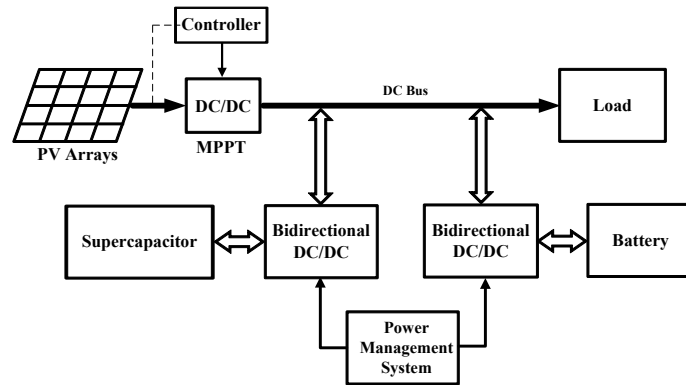 Controller
DC/DC
MPPT
PV Arrays
DC Bus
Load
Supercapacitor
Bidirectional
DC/DC
Bidirectional
DC/DC
Battery
Power
Management
System